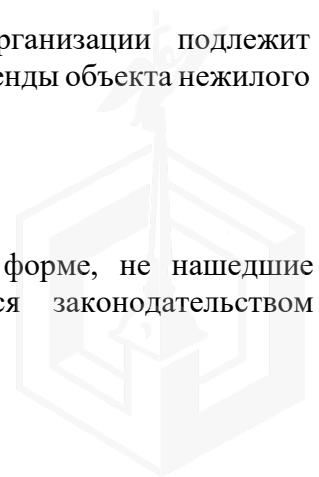 рганизации подлежит
енды объекта нежилого
форме, не нашедшие
ся законодательством